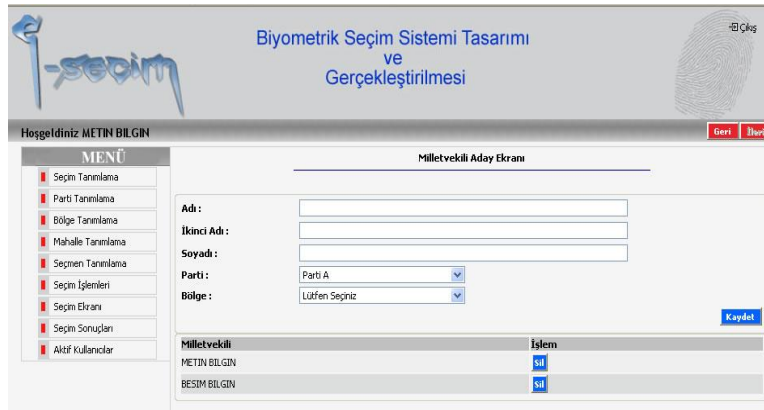 e-seçim
Biyometrik Seçim Sistemi Tasarımı
ve
Gerçekleştirilmesi
Çıkış
Hoşgeldiniz METIN BILGIN
Geri İleri
MENÜ
Seçim Tanımlama
Parti Tanımlama
Bölge Tanımlama
Mahalle Tanımlama
Seçmen Tanımlama
Seçim İşlemleri
Seçim Ekranı
Seçim Sonuçları
Aktif Kullanıcılar
Milletvekili Aday Ekranı
Adı :
İkinci Adı :
Soyadı :
Parti : Parti A
Bölge : Lütfen Seçiniz
Kaydet
Milletvekili İşlem
METIN BILGIN Sil
BESIM BILGIN Sil